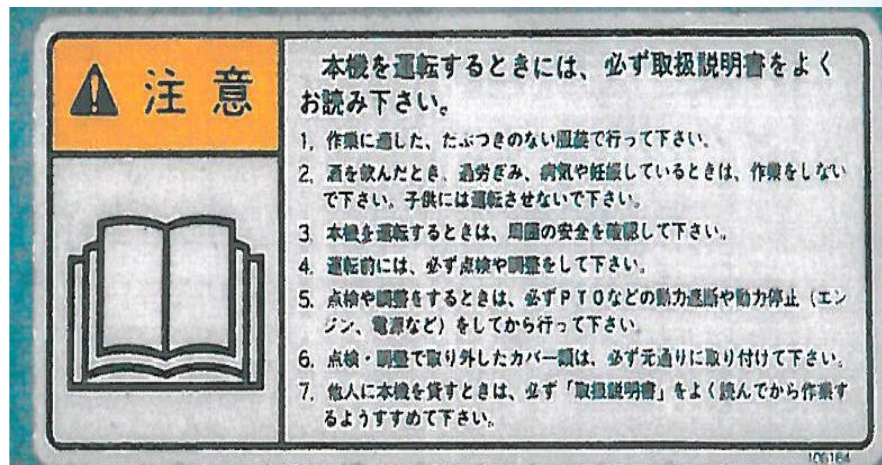 注意
本機を運転するときには、必ず取扱説明書をよく
お読み下さい。
1. 作業に適した、たぶつきのない服装で行って下さい。
2. 酒を飲んだとき、過労ぎみ、病気や妊娠しているときは、作業をしない
で下さい。子供には運転させないで下さい。
3. 本機を運転するときは、周囲の安全を確認して下さい。
4. 運転前には、必ず点検や調整をして下さい。
5. 点検や調整をするときは、必ずPTOなどの動力遮断や動力停止（エン
ジン、電源など）をしてから行って下さい
6. 点検・調整で取り外したカバー類は、必ず元通りに取り付けて下さい。
7. 他人に本機を貸すときは、必ず「取扱説明書」をよく読んでから作業す
るようすすめて下さい。
106184